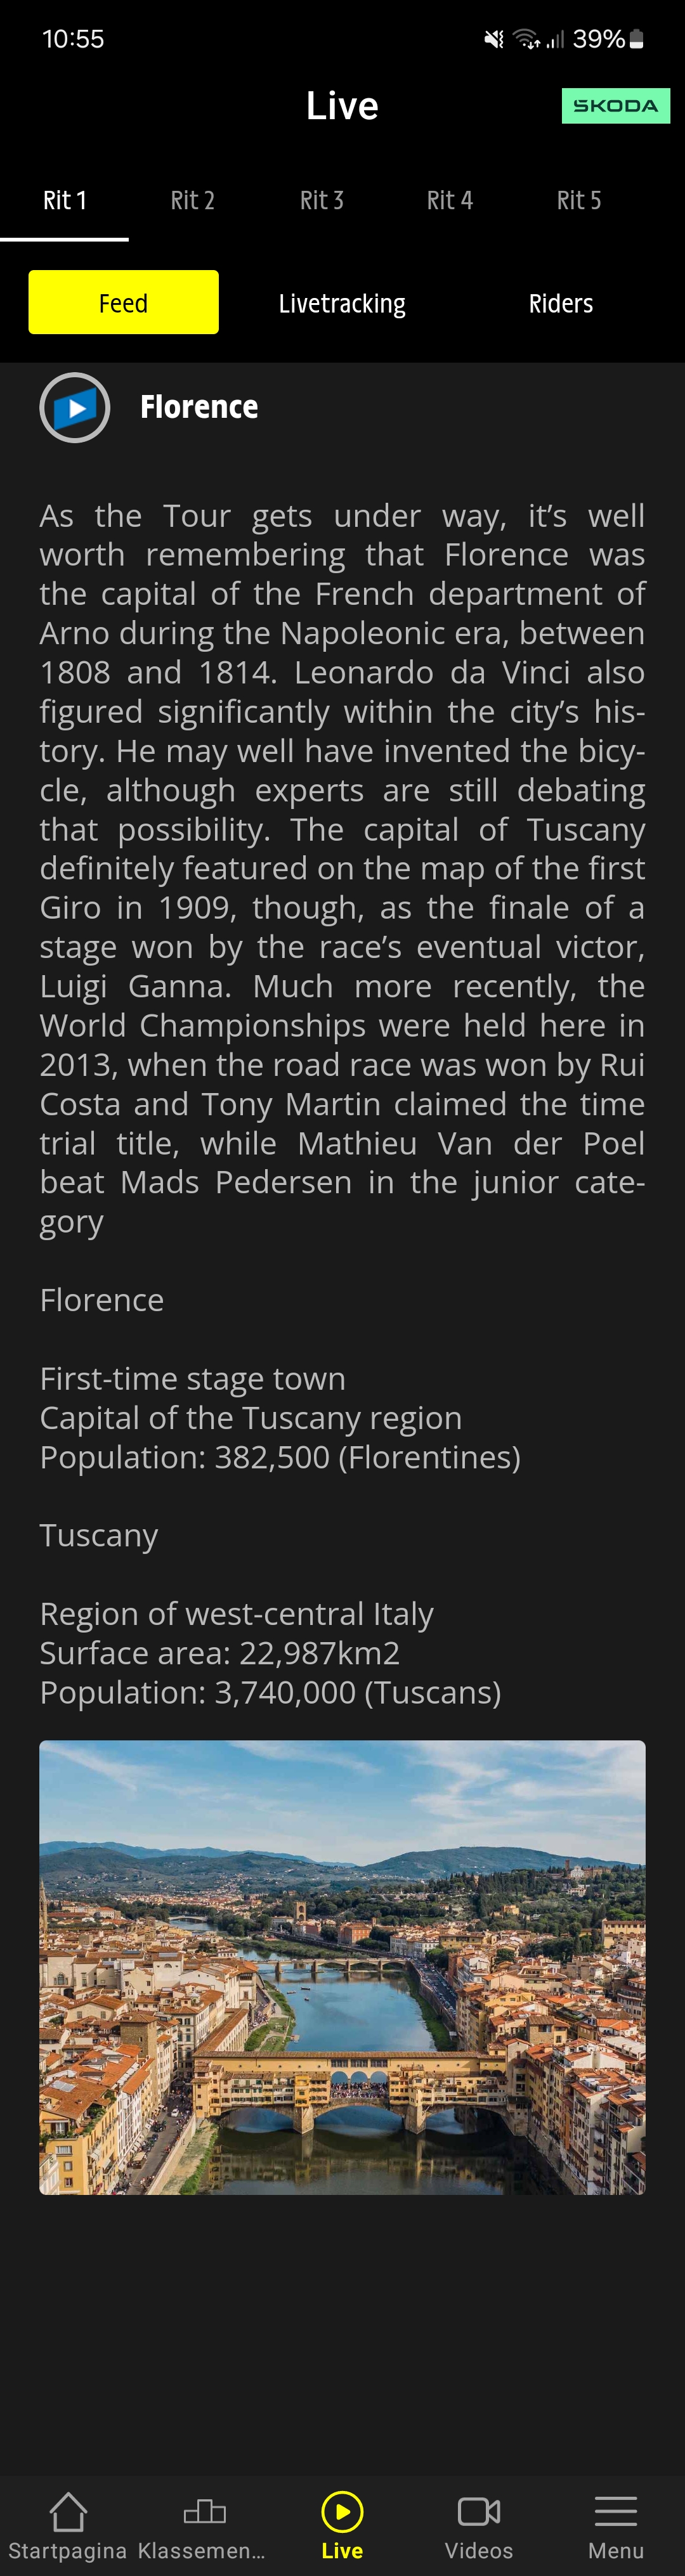 10:55
39%
Live
SKODA
Rit 1
Rit 2
Rit 3
Rit 4
Rit 5
Feed
Livetracking
Riders
Florence
As the Tour gets under way, it’s well
worth remembering that Florence was
the capital of the French department of
Arno during the Napoleonic era, between
1808 and 1814. Leonardo da Vinci also
figured significantly within the city’s his-
tory. He may well have invented the bicy-
cle, although experts are still debating
that possibility. The capital of Tuscany
definitely featured on the map of the first
Giro in 1909, though, as the finale of a
stage won by the race’s eventual victor,
Luigi Ganna. Much more recently, the
World Championships were held here in
2013, when the road race was won by Rui
Costa and Tony Martin claimed the time
trial title, while Mathieu Van der Poel
beat Mads Pedersen in the junior cate-
gory
Florence
First-time stage town
Capital of the Tuscany region
Population: 382,500 (Florentines)
Tuscany
Region of west-central Italy
Surface area: 22,987km2
Population: 3,740,000 (Tuscans)
Startpagina
Klassemen...
Live
Videos
Menu